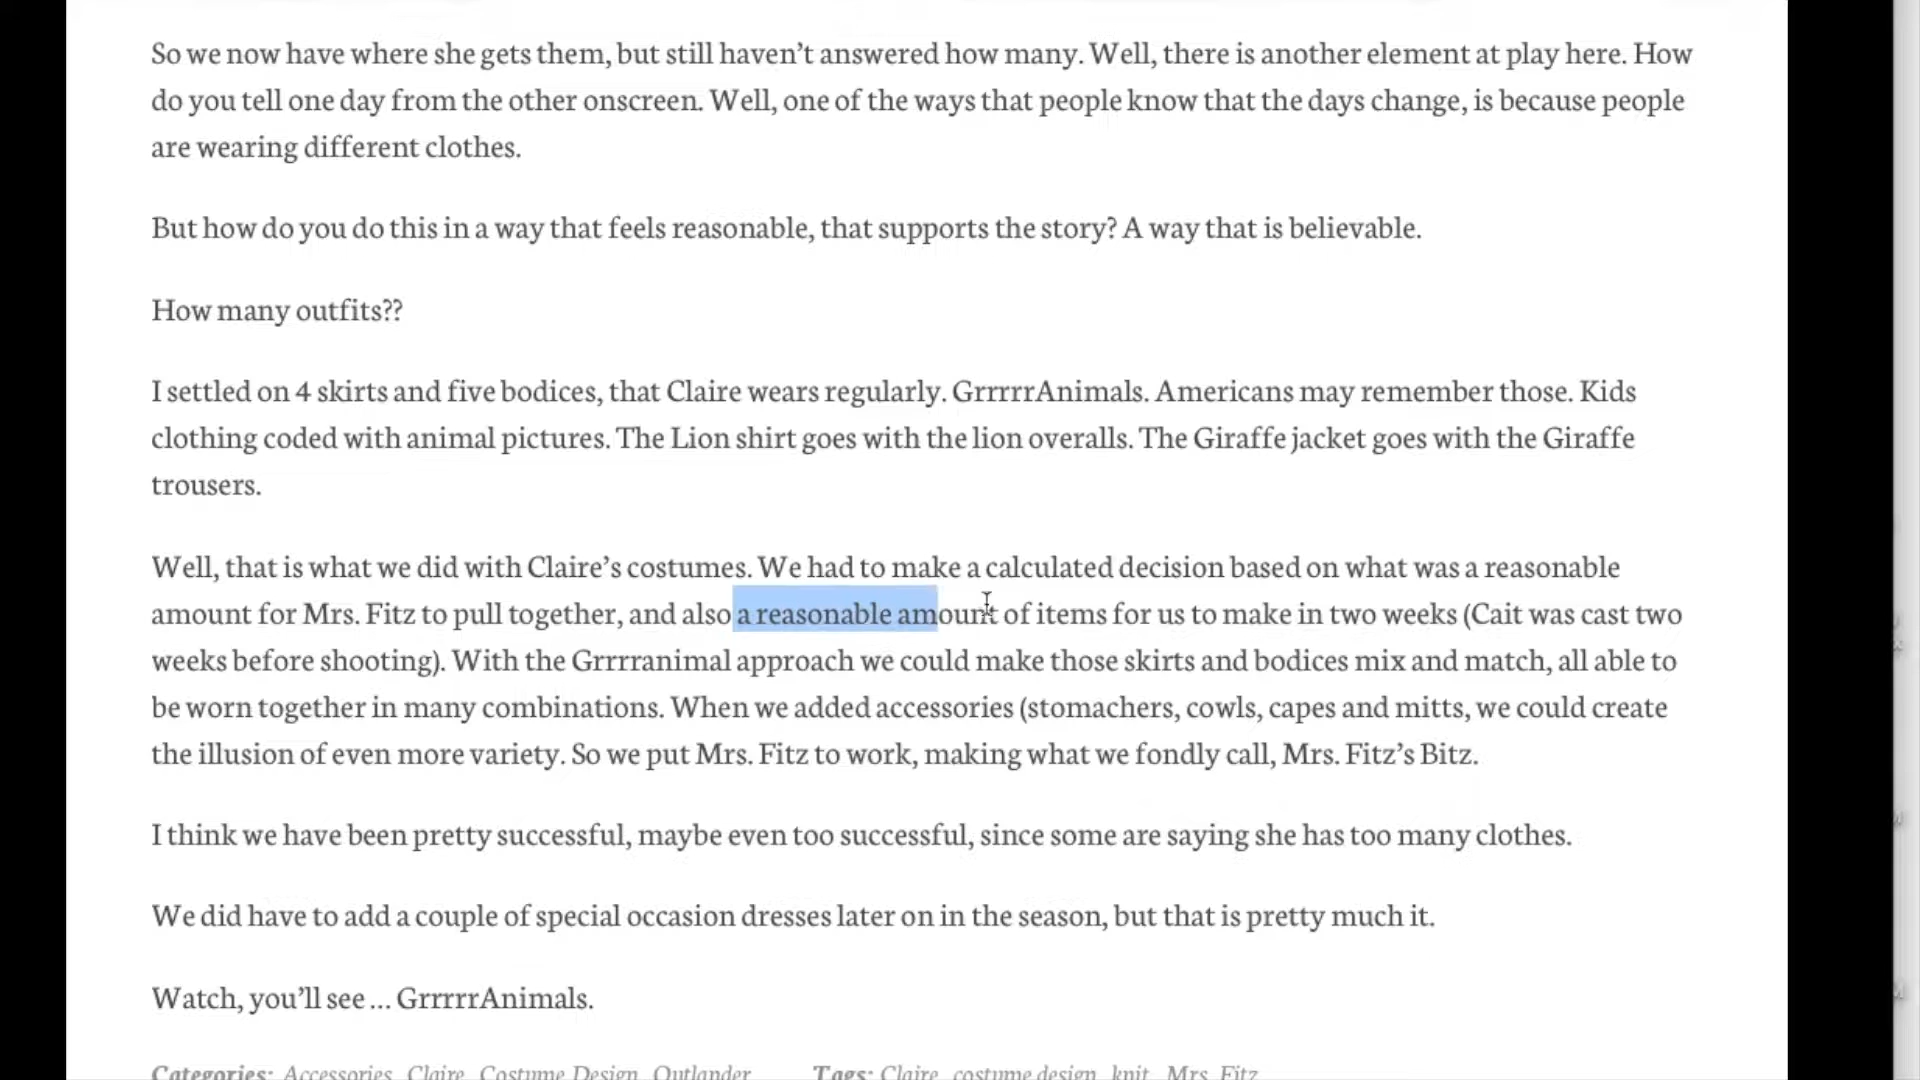 So we now have where she gets them, but still haven’t answered how many. Well, there is another element at play here. How
do you tell one day from the other onscreen. Well, one of the ways that people know that the days change, is because people
are wearing different clothes.
But how do you do this in a way that feels reasonable, that supports the story? A way that is believable.
How many outfits??
I settled on 4 skirts and five bodices, that Claire wears regularly. GrrrrrAnimals. Americans may remember those. Kids
clothing coded with animal pictures. The Lion shirt goes with the lion overalls. The Giraffe jacket goes with the Giraffe
trousers.
Well, that is what we did with Claire’s costumes. We had to make a calculated decision based on what was a reasonable
amount for Mrs. Fitz to pull together, and also a reasonable amount of items for us to make in two weeks (Cait was cast two
weeks before shooting). With the Grrrranimal approach we could make those skirts and bodices mix and match, all able to
be worn together in many combinations. When we added accessories (stomachers, cowls, capes and mitts, we could create
the illusion of even more variety. So we put Mrs. Fitz to work, making what we fondly call, Mrs. Fitz’s Bitz.
I think we have been pretty successful, maybe even too successful, since some are saying she has too many clothes.
We did have to add a couple of special occasion dresses later on in the season, but that is pretty much it.
Watch, you’ll see … GrrrrrAnimals.
Categories: Accessories, Claire, Costume Design, Outlander Tags: Claire, costume design, knit, Mrs. Fitz